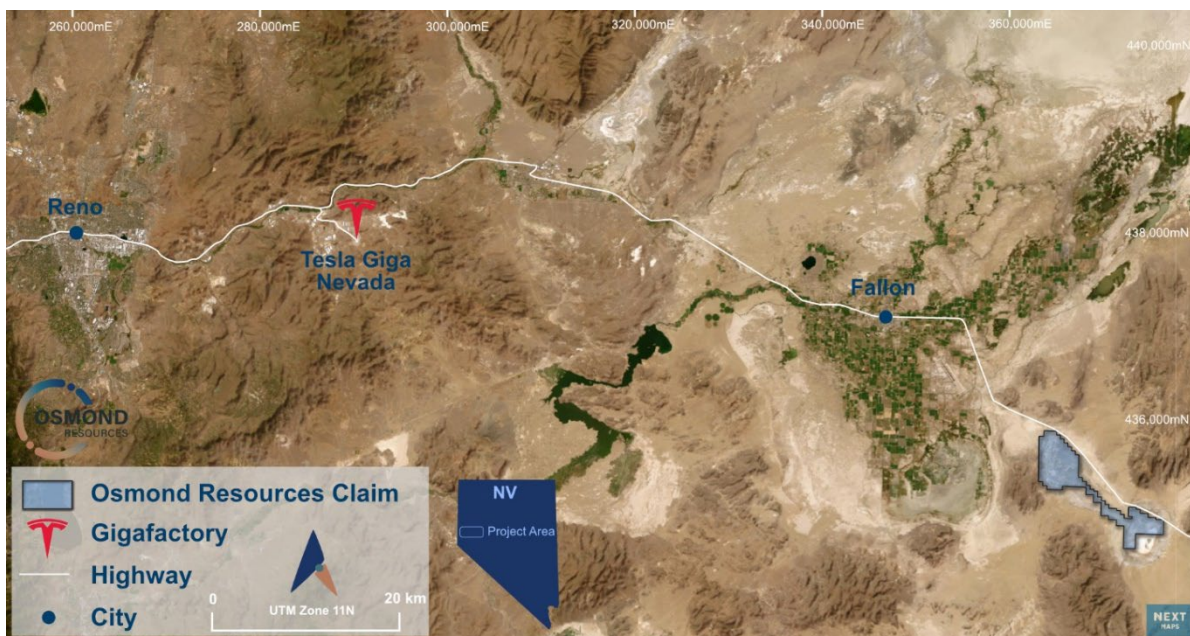 260,000mE
280,000mE
300,000mE
320,000mE
340,000mE
360,000mE
440,000mN
Reno
Tesla Giga
Nevada
438,000mN
Fallon
OSMOND
RESOURCES
436,000mN
Osmond Resources Claim
Gigafactory
Highway
City
0
20 km
UTM Zone 11N
NV
Project Area
NEXT
MAPS